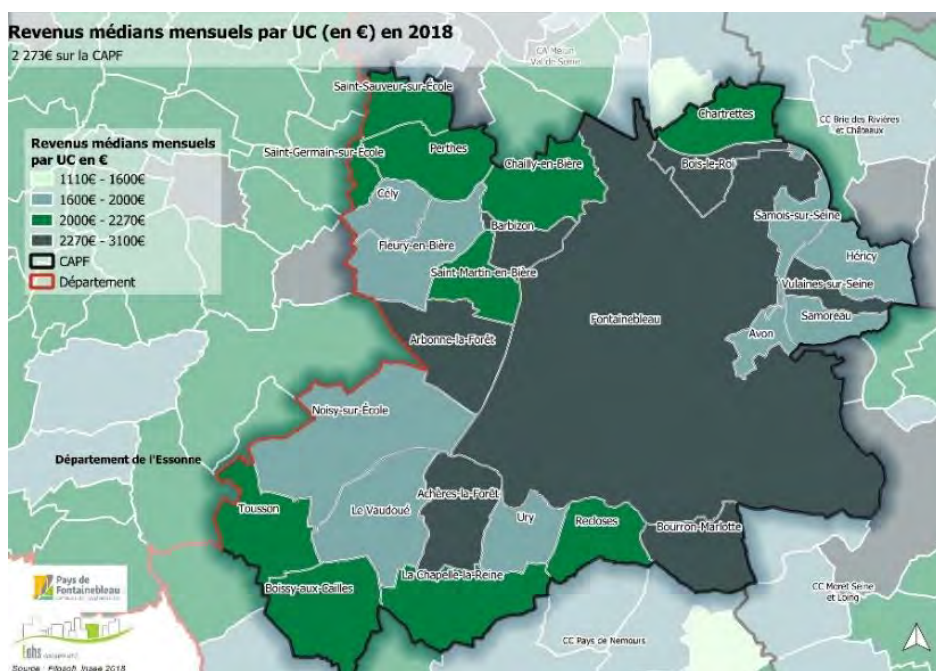 Revenus médians mensuels par UC (en €) en 2018
2 273€ sur la CAPF
CA Melun
Val de Seine
Saint-Sauveur-sur-École
Chartrettes
CC Brie des Rivières
et Châteaux
Revenus médians mensuels
par UC en €
1110€ - 1600€
1600€ - 2000€
2000€ - 2270€
2270€ - 3100€
CAPF
Département
Saint-Germain-sur-École
Perthes
Chailly-en-Bière
Bois-le-Roi
Cély
Barbizon
Samois-sur-Seine
Fleury-en-Bière
Saint-Martin-en-Bière
Héricy
Vulaines-sur-Seine
Fontainebleau
Samoreau
Arbonne-la-Forêt
Avon
Noisy-sur-École
Département de l'Essonne
Achères-la-Forêt
Tousson
Le Vaudoué
Ury
Recloses
Bourron-Marlotte
La Chapelle-la-Reine
Boissy-aux-Cailles
CC Moret Seine
et Loing
CC Pays de Nemours
Pays de
Fontainebleau
Source : Filosofi, Insee 2018